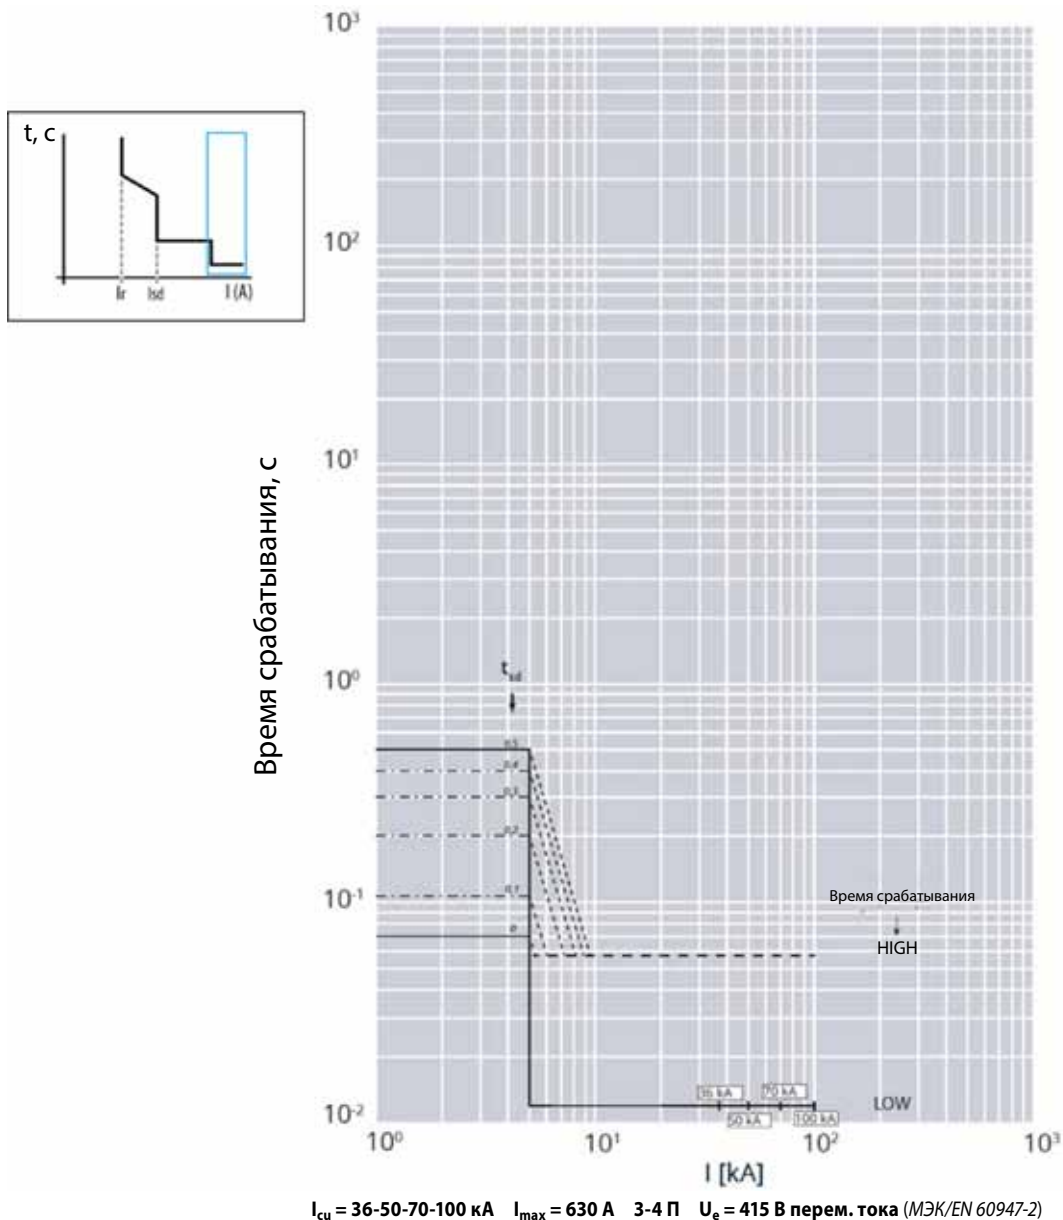 10³
t, с
Ir
Isd
I (A)
10²
10¹
Время срабатывания, с
10⁰
tsd
0,5
0,4
0,3
0,2
0,1
0
10⁻¹
Время срабатывания
HIGH
36 kA
70 kA
50 kA
100 kA
LOW
10⁻²
10⁰ 10¹ 10² 10³
I [kA]
Icu = 36-50-70-100 кА Imax = 630 А 3-4 П Ue = 415 В перем. тока (МЭК/EN 60947-2)